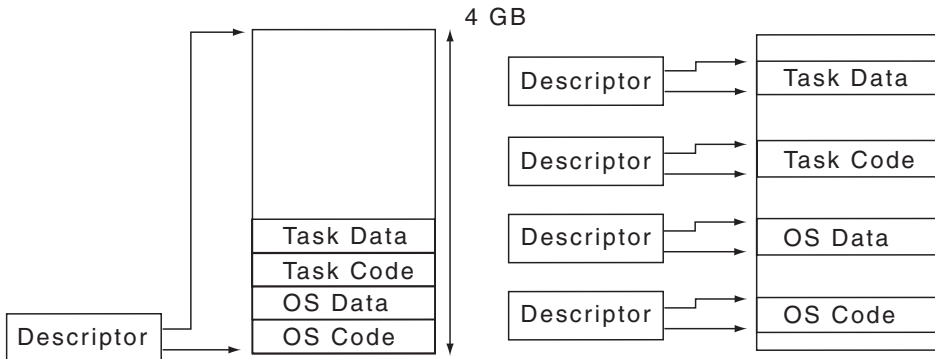 4 GB
Task Data
Task Code
OS Data
OS Code
Descriptor
Descriptor
Task Data
Descriptor
Task Code
Descriptor
OS Data
Descriptor
OS Code